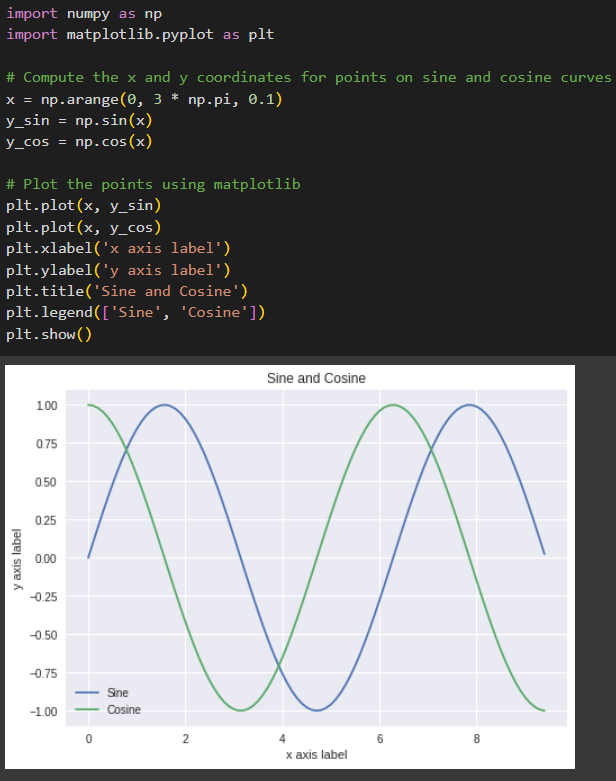 import numpy as np
import matplotlib.pyplot as plt
# Compute the x and y coordinates for points on sine and cosine curves
x = np.arange(0, 3 * np.pi, 0.1)
y_sin = np.sin(x)
y_cos = np.cos(x)
# Plot the points using matplotlib
plt.plot(x, y_sin)
plt.plot(x, y_cos)
plt.xlabel('x axis label')
plt.ylabel('y axis label')
plt.title('Sine and Cosine')
plt.legend(['Sine', 'Cosine'])
plt.show()
Sine and Cosine
1.00
0.75
0.50
0.25
0.00
−0.25
−0.50
−0.75
−1.00
y axis label
Sine
Cosine
0 2 4 6 8
x axis label